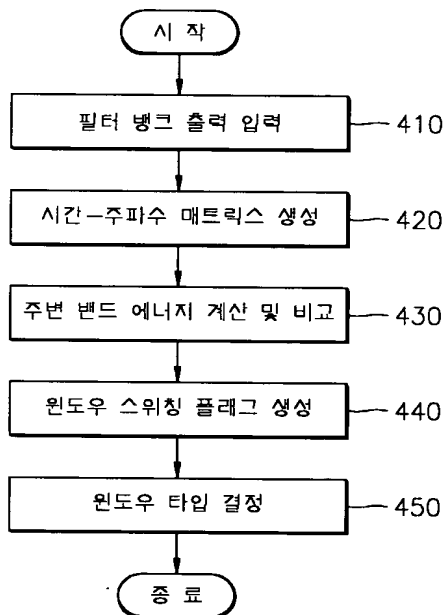 시 작
필터 뱅크 출력 입력
410
시간-주파수 매트릭스 생성
420
주변 밴드 에너지 계산 및 비교
430
윈도우 스위칭 플래그 생성
440
윈도우 타입 결정
450
종 료